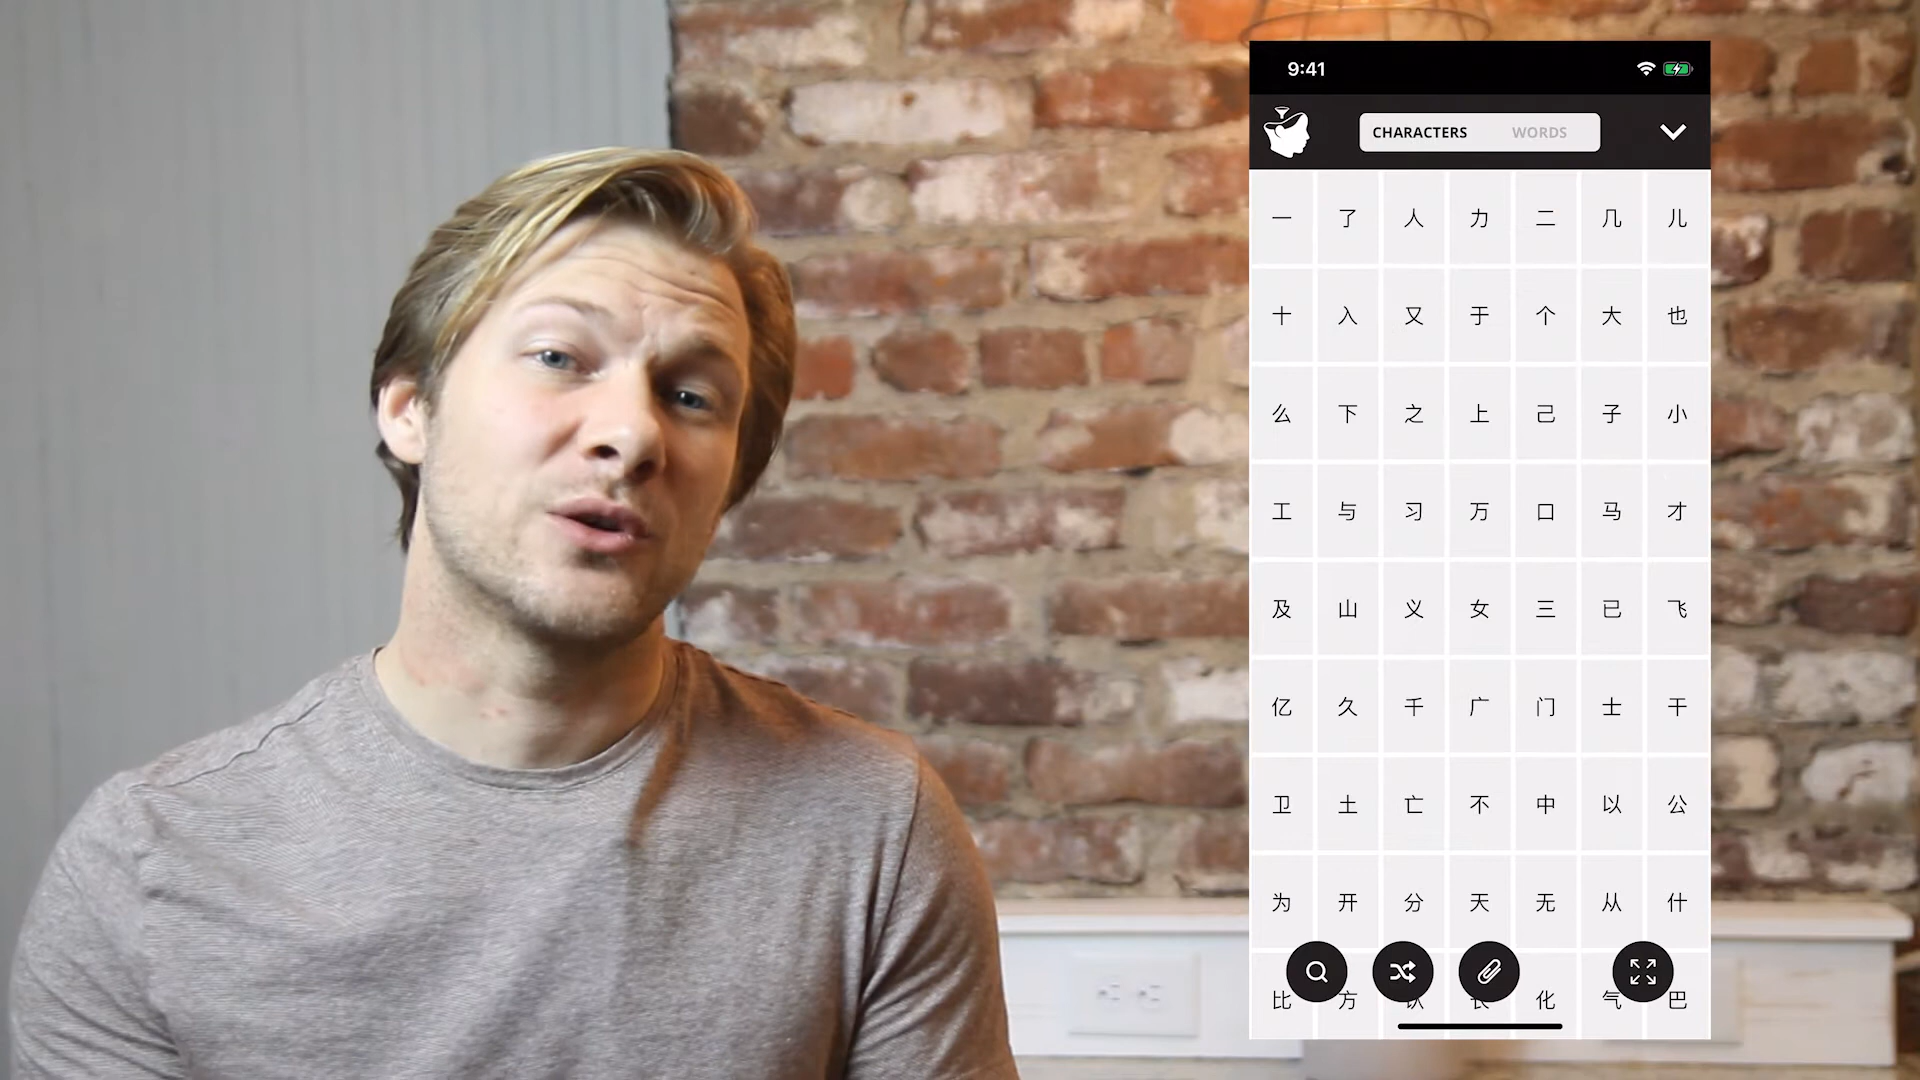 9:41
CHARACTERS WORDS
一 了 人 力 二 几 儿
十 入 又 于 个 大 也
么 下 之 上 己 子 小
工 与 习 万 口 马 才
及 山 义 女 三 已 飞
亿 久 千 广 门 士 干
卫 土 亡 不 中 以 公
为 开 分 天 无 从 什
比 方 认 长 化 气 巴